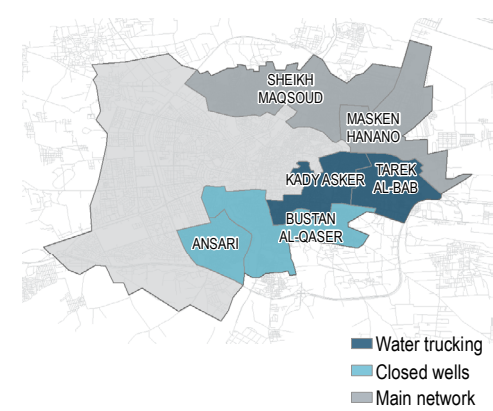 SHEIKH
MAQSOUD
MASKEN
HANANO
KADY ASKER
TAREK
AL-BAB
BUSTAN
AL-QASER
ANSARI
Water trucking
Closed wells
Main network